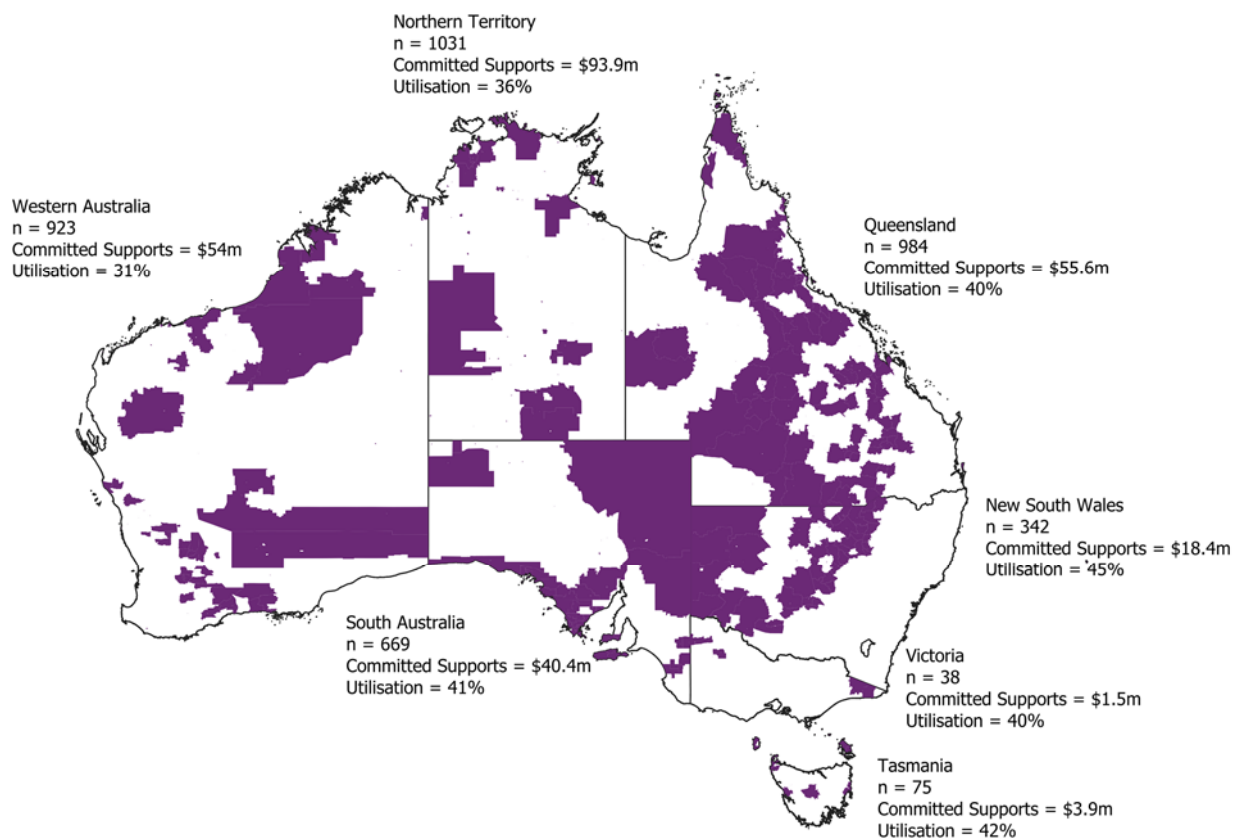 Northern Territory
n = 1031
Committed Supports = $93.9m
Utilisation = 36%
Western Australia
n = 923
Committed Supports = $54m
Utilisation = 31%
Queensland
n = 984
Committed Supports = $55.6m
Utilisation = 40%
New South Wales
n = 342
Committed Supports = $18.4m
Utilisation = 45%
South Australia
n = 669
Committed Supports = $40.4m
Utilisation = 41%
Victoria
n = 38
Committed Supports = $1.5m
Utilisation = 40%
Tasmania
n = 75
Committed Supports = $3.9m
Utilisation = 42%